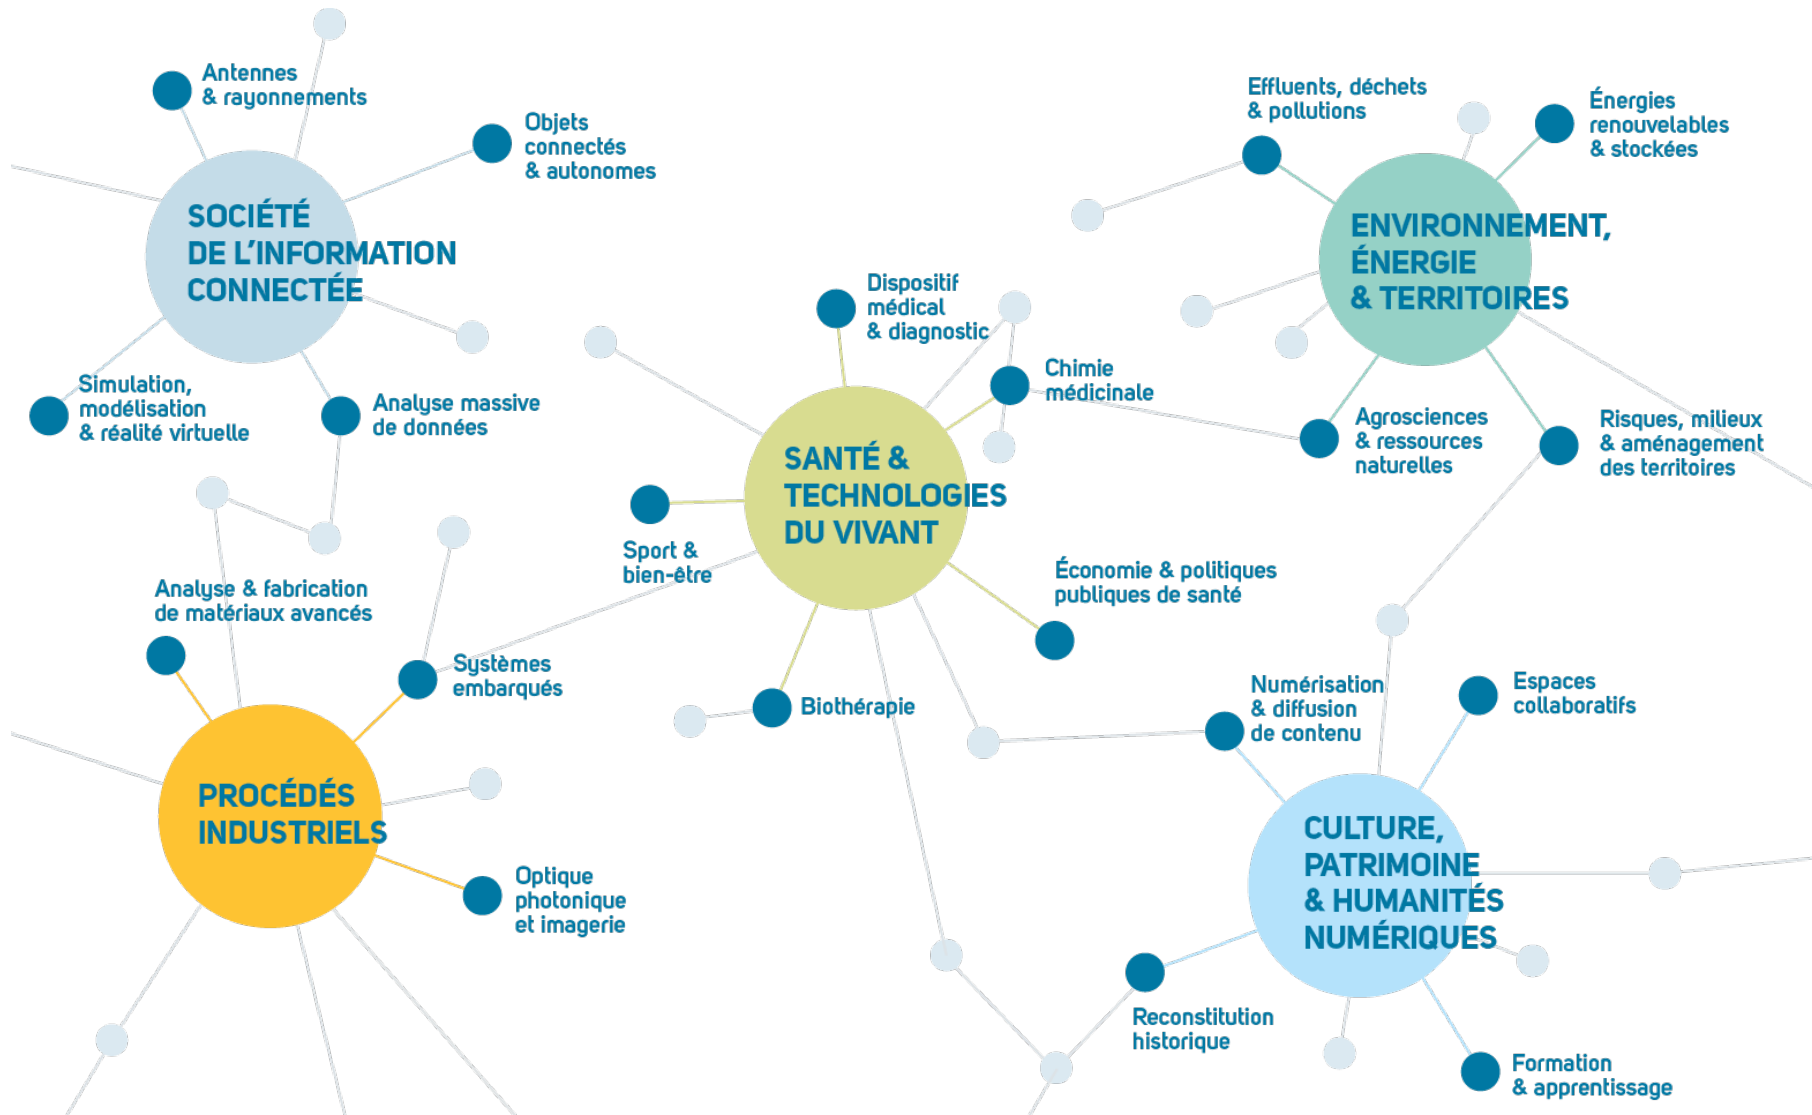 Antennes
& rayonnements
Objets
connectés
& autonomes
SOCIÉTÉ
DE L'INFORMATION
CONNECTÉE
Simulation,
modélisation
& réalité virtuelle
Analyse massive
de données
Effluents, déchets
& pollutions
Énergies
renouvelables
& stockées
ENVIRONNEMENT,
ÉNERGIE
& TERRITOIRES
Agrosciences
& ressources
naturelles
Risques, milieux
& aménagement
des territoires
Dispositif
médical
& diagnostic
Chimie
médicinale
SANTÉ &
TECHNOLOGIES
DU VIVANT
Sport &
bien-être
Économie & politiques
publiques de santé
Biothérapie
Analyse & fabrication
de matériaux avancés
Systèmes
embarqués
PROCÉDÉS
INDUSTRIELS
Optique
photonique
et imagerie
Numérisation
& diffusion
de contenu
Espaces
collaboratifs
CULTURE,
PATRIMOINE
& HUMANITÉS
NUMÉRIQUES
Reconstitution
historique
Formation
& apprentissage